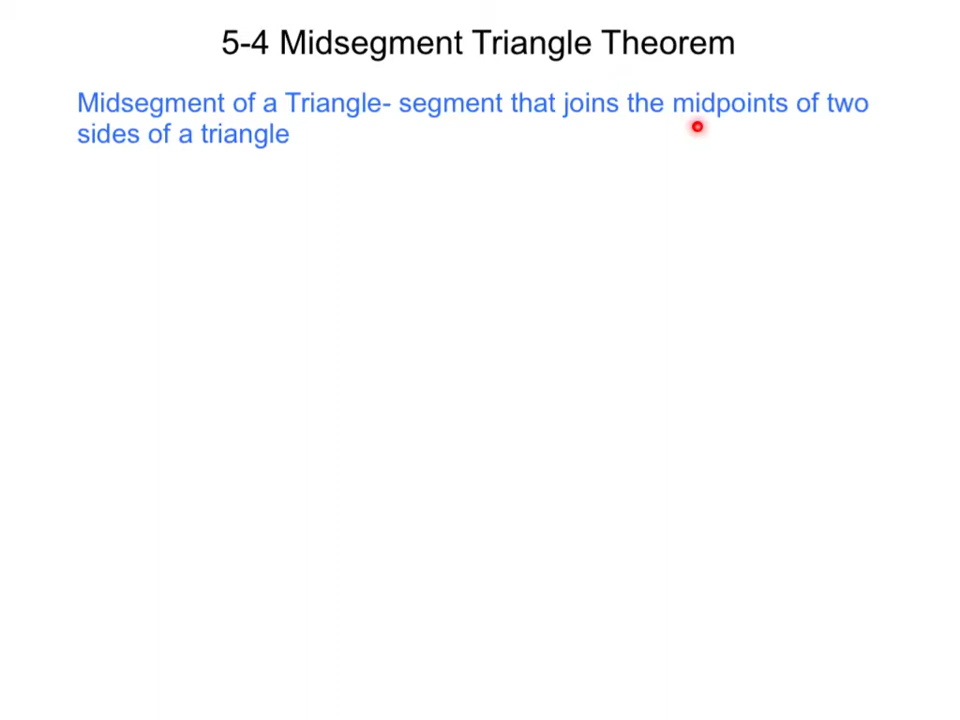 5-4 Midsegment Triangle Theorem
Midsegment of a Triangle- segment that joins the midpoints of two
sides of a triangle